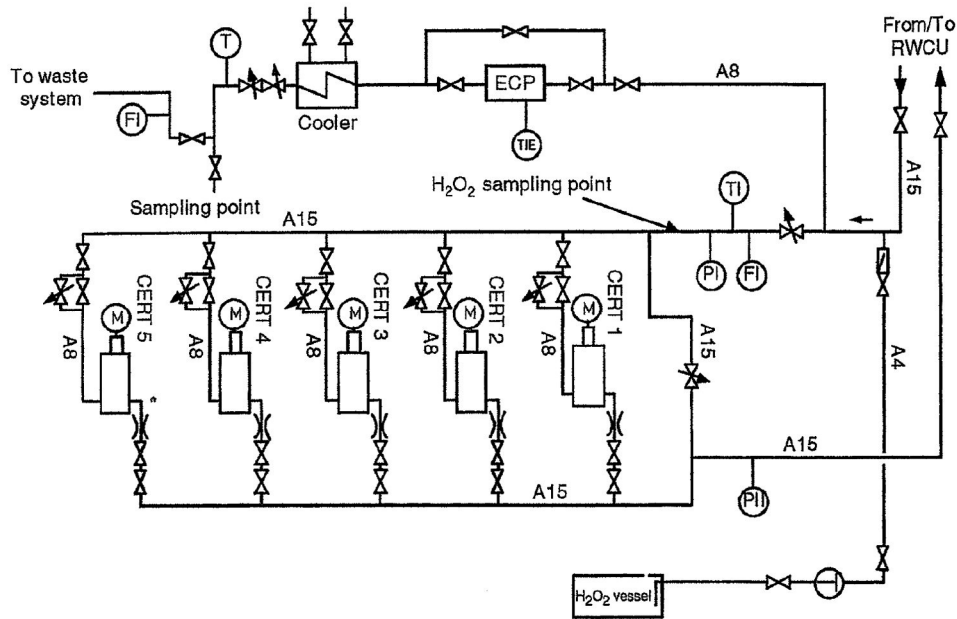 From/To
RWCU
T
To waste
system
ECP
A8
FI
Cooler
TIE
H₂O₂ sampling point
A15
TI
Sampling point
A15
PI
FI
CERT 5
CERT 4
CERT 3
CERT 2
CERT 1
M
M
M
M
M
A8
A8
A8
A8
A8
A15
A4
*
A15
A15
PII
H₂O₂ vessel